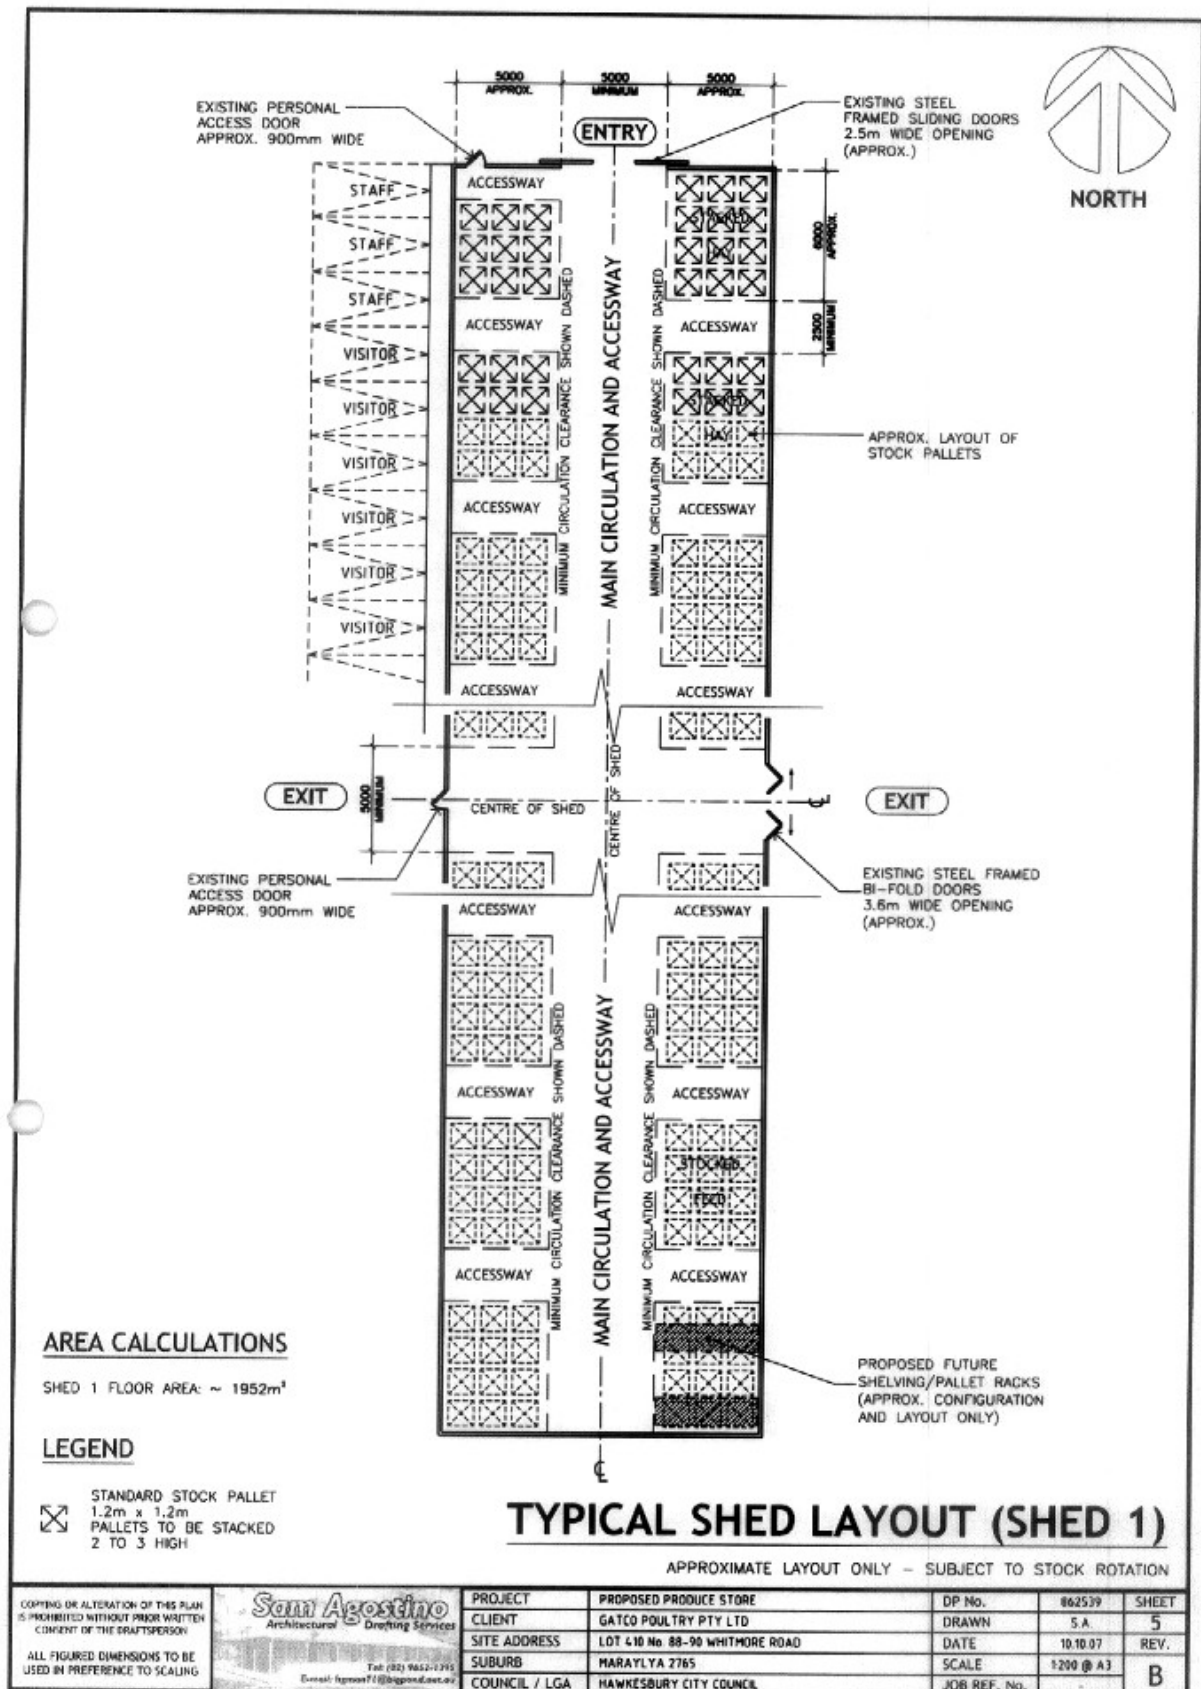 5000
APPROX.
5000
MINIMUM
5000
APPROX.
EXISTING PERSONAL
ACCESS DOOR
APPROX. 900mm WIDE
ENTRY
EXISTING STEEL
FRAMED SLIDING DOORS
2.5m WIDE OPENING
(APPROX.)
NORTH
STAFF
STAFF
STAFF
VISITOR
VISITOR
VISITOR
VISITOR
VISITOR
VISITOR
ACCESSWAY
STACKED
HAY
6000
APPROX.
ACCESSWAY
ACCESSWAY
2500
MINIMUM
MINIMUM CIRCULATION CLEARANCE SHOWN DASHED
MAIN CIRCULATION AND ACCESSWAY
MINIMUM CIRCULATION CLEARANCE SHOWN DASHED
STACKED
HAY
APPROX. LAYOUT OF
STOCK PALLETS
ACCESSWAY
ACCESSWAY
ACCESSWAY
ACCESSWAY
5000
MINIMUM
EXIT
CENTRE OF SHED
CENTRE OF SHED
EXIT
EXISTING PERSONAL
ACCESS DOOR
APPROX. 900mm WIDE
EXISTING STEEL FRAMED
BI-FOLD DOORS
3.6m WIDE OPENING
(APPROX.)
ACCESSWAY
ACCESSWAY
MINIMUM CIRCULATION CLEARANCE SHOWN DASHED
MAIN CIRCULATION AND ACCESSWAY
MINIMUM CIRCULATION CLEARANCE SHOWN DASHED
ACCESSWAY
ACCESSWAY
STOCKED
FEED
ACCESSWAY
ACCESSWAY
PROPOSED FUTURE
SHELVING/PALLET RACKS
(APPROX. CONFIGURATION
AND LAYOUT ONLY)
AREA CALCULATIONS
SHED 1 FLOOR AREA: ~ 1952m²
LEGEND
STANDARD STOCK PALLET
1.2m x 1.2m
PALLETS TO BE STACKED
2 TO 3 HIGH
TYPICAL SHED LAYOUT (SHED 1)
APPROXIMATE LAYOUT ONLY – SUBJECT TO STOCK ROTATION
COPYING OR ALTERATION OF THIS PLAN
IS PROHIBITED WITHOUT PRIOR WRITTEN
CONSENT OF THE DRAFTSPERSON
ALL FIGURED DIMENSIONS TO BE
USED IN PREFERENCE TO SCALING
Sam Agostino
Architectural Drafting Services
PROJECT PROPOSED PRODUCE STORE
CLIENT GATCO POULTRY PTY LTD
SITE ADDRESS LOT 410 No. 88-90 WHITMORE ROAD
SUBURB MARAYLYA 2765
COUNCIL / LGA HAWKESBURY CITY COUNCIL
DP No. 862539
DRAWN S.A.
DATE 10.10.07
SCALE 1:200 @ A3
JOB REF. No. -
SHEET
5
REV.
B